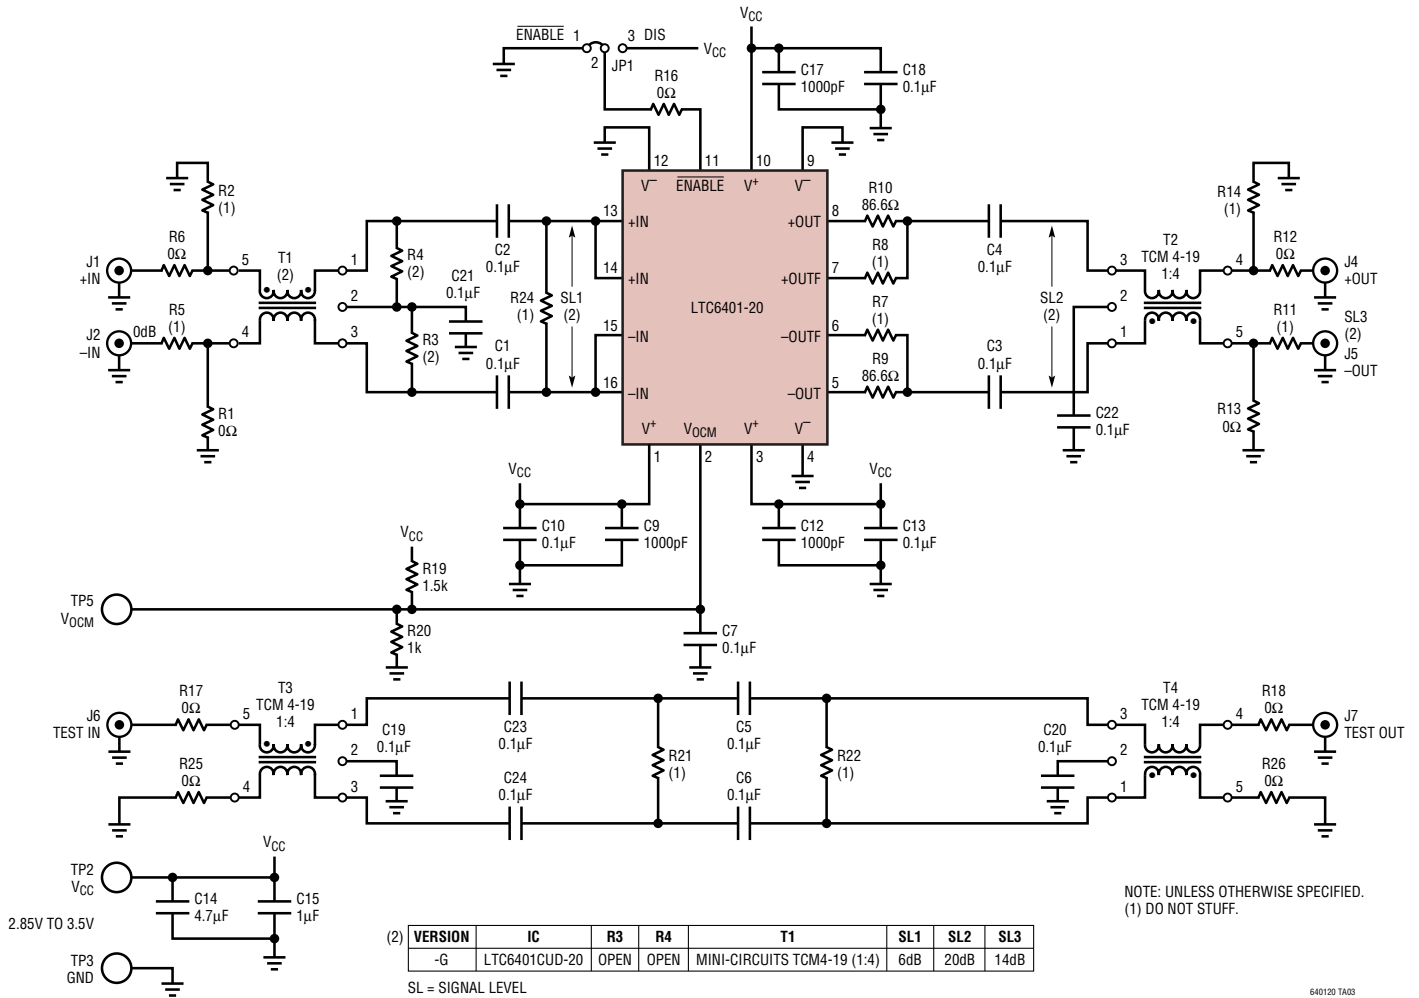 VCC
ENABLE 1
3 DIS
VCC
2
JP1
R16
0Ω
C17
1000pF
C18
0.1µF
12
11
10
9
V–
ENABLE
V+
V–
R2
(1)
R6
0Ω
J1
+IN
5
T1
(2)
1
R4
(2)
C2
0.1µF
13
+IN
14
+IN
C21
0.1µF
2
R24
(1)
SL1
(2)
LTC6401-20
J2
–IN
0dB
R5
(1)
4
3
R3
(2)
C1
0.1µF
15
–IN
16
–IN
R1
0Ω
8
+OUT
R10
86.6Ω
R8
(1)
7
+OUTF
R7
(1)
6
–OUTF
R9
86.6Ω
5
–OUT
C4
0.1µF
C3
0.1µF
SL2
(2)
R14
(1)
T2
TCM 4-19
1:4
3
2
1
4
5
R12
0Ω
J4
+OUT
R11
(1)
SL3
(2)
J5
–OUT
C22
0.1µF
R13
0Ω
V+
VOCM
V+
V–
1
2
3
4
VCC
C10
0.1µF
C9
1000pF
C12
1000pF
VCC
C13
0.1µF
VCC
R19
1.5k
TP5
VOCM
R20
1k
C7
0.1µF
J6
TEST IN
R17
0Ω
5
T3
TCM 4-19
1:4
1
2
3
4
R25
0Ω
C19
0.1µF
C23
0.1µF
C24
0.1µF
R21
(1)
C5
0.1µF
C6
0.1µF
R22
(1)
C20
0.1µF
3
2
1
T4
TCM 4-19
1:4
4
5
R18
0Ω
J7
TEST OUT
R26
0Ω
TP2
VCC
VCC
C14
4.7µF
C15
1µF
2.85V TO 3.5V
TP3
GND
NOTE: UNLESS OTHERWISE SPECIFIED.
(1) DO NOT STUFF.
(2) VERSION IC R3 R4 T1 SL1 SL2 SL3
-G LTC6401CUD-20 OPEN OPEN MINI-CIRCUITS TCM4-19 (1:4) 6dB 20dB 14dB
SL = SIGNAL LEVEL
640120 TA03